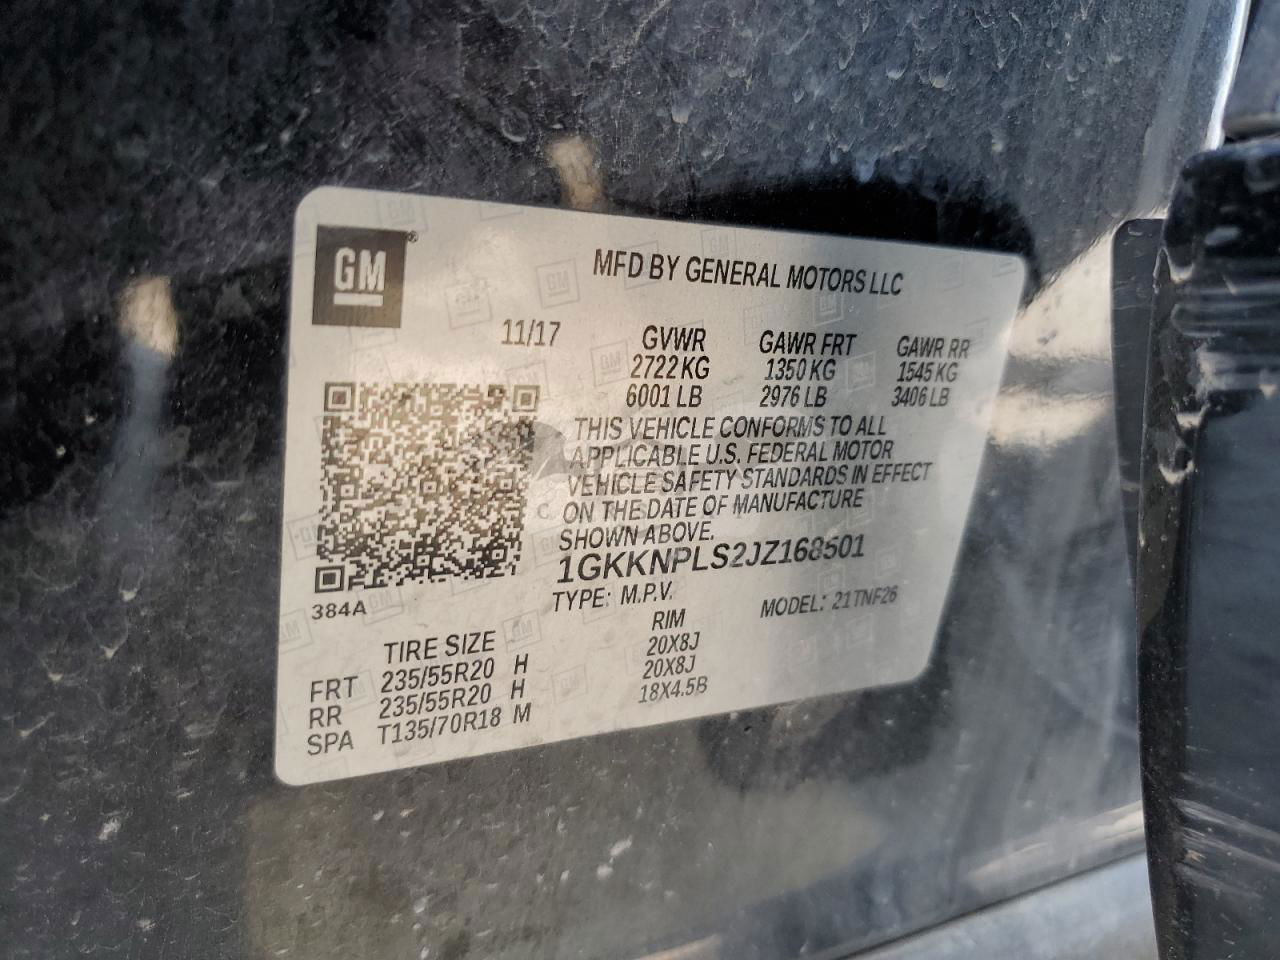 GM®
MFD BY GENERAL MOTORS LLC
11/17 GVWR GAWR FRT GAWR RR
2722 KG 1350 KG 1545 KG
6001 LB 2976 LB 3406 LB
THIS VEHICLE CONFORMS TO ALL
APPLICABLE U.S. FEDERAL MOTOR
VEHICLE SAFETY STANDARDS IN EFFECT
ON THE DATE OF MANUFACTURE
SHOWN ABOVE.
1GKKNPLS2JZ168501
TYPE: M.P.V. MODEL: 21TNF26
384A
TIRE SIZE RIM
FRT 235/55R20 H 20X8J
RR 235/55R20 H 20X8J
SPA T135/70R18 M 18X4.5B